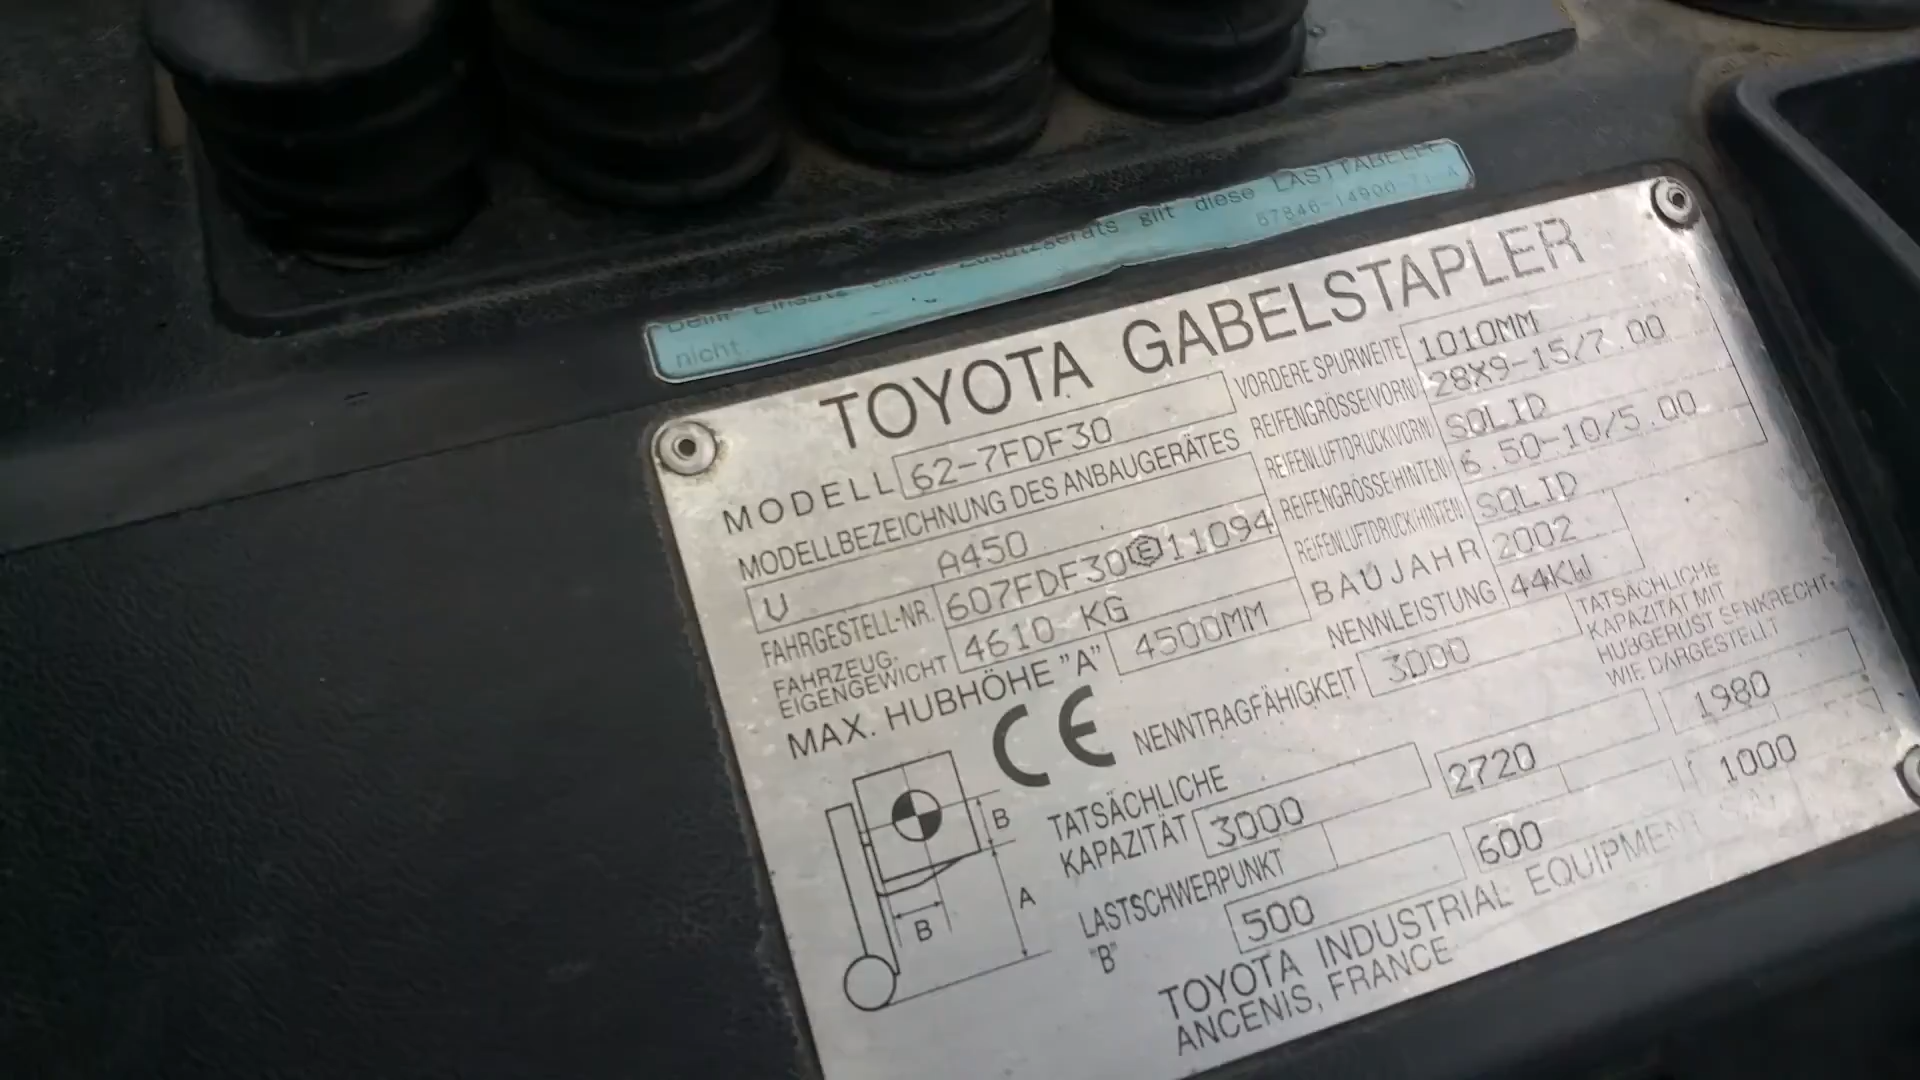 Beim Einsatz eines Zusatzgeräts gilt diese LASTTABELLE
nicht 57846-14900-71-A
TOYOTA GABELSTAPLER
MODELL 62-7FDF30
MODELLBEZEICHNUNG DES ANBAUGERÄTES
V A450
FAHRGESTELL-NR. 607FDF30Ⓔ11094
FAHRZEUG.
EIGENGEWICHT 4610 KG
MAX. HUBHÖHE "A" 4500MM
VORDERE SPURWEITE 1010MM
REIFENGRÖSSE(VORN) 28X9-15/7.00
REIFENLUFTDRUCK(VORN) SOLID
REIFENGRÖSSE(HINTEN) 6.50-10/5.00
REIFENLUFTDRUCK(HINTEN) SOLID
BAUJAHR 2002
NENNLEISTUNG 44KW
NENNTRAGFÄHIGKEIT 3000
TATSÄCHLICHE
KAPAZITÄT MIT
HUBGERÜST SENKRECHT,
WIE DARGESTELLT
CE
TATSÄCHLICHE
KAPAZITÄT 3000 2720 1980
LASTSCHWERPUNKT
"B" 500 600 1000
B
A
B
TOYOTA INDUSTRIAL EQUIPMENT S.A.
ANCENIS, FRANCE